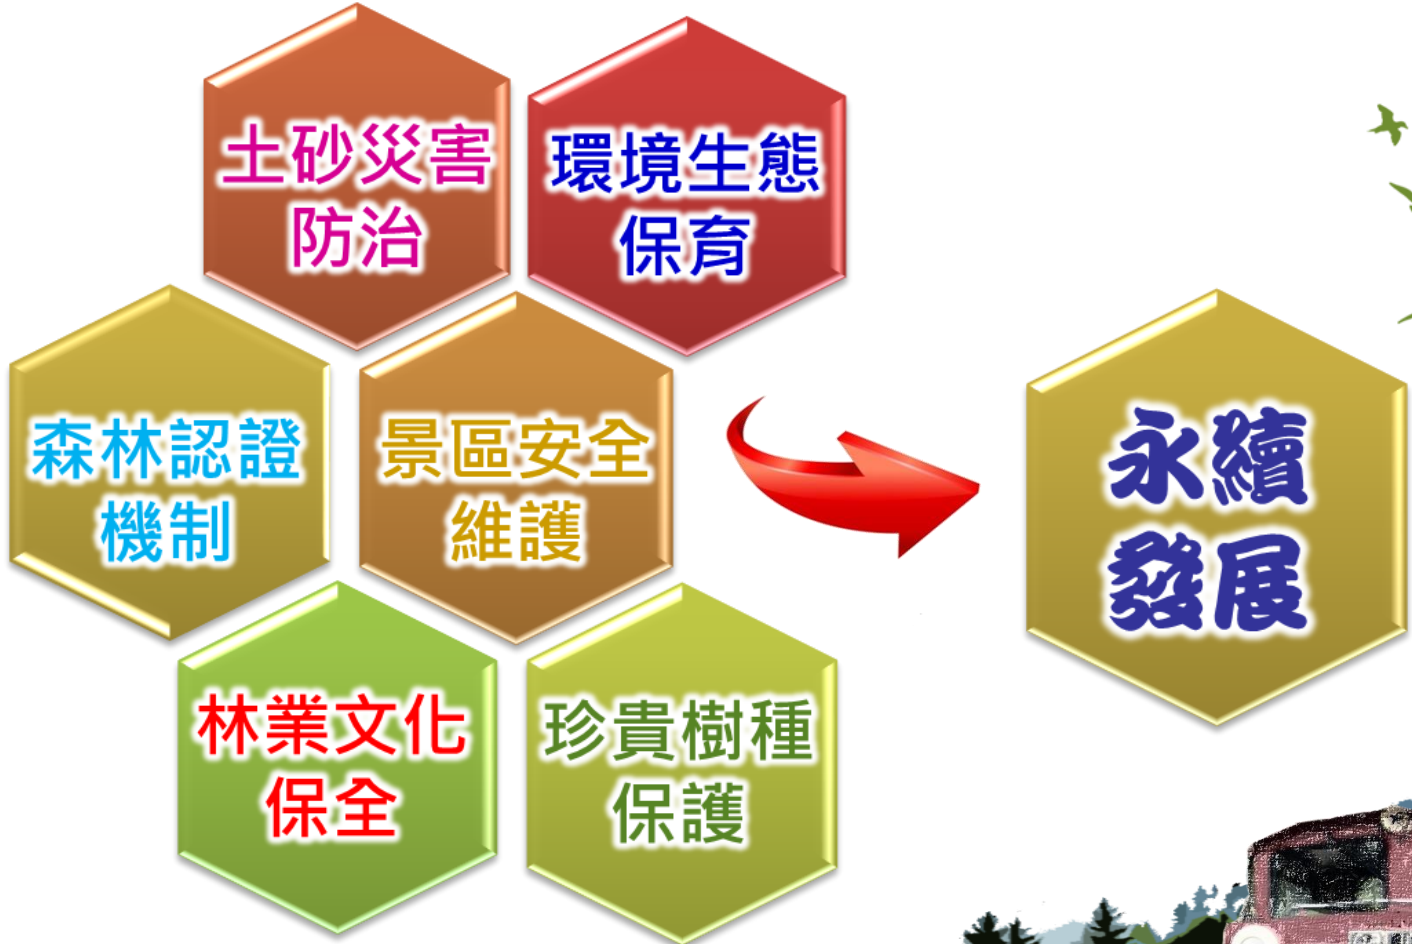 土砂災害
防治
環境生態
保育
森林認證
機制
景區安全
維護
林業文化
保全
珍貴樹種
保護
永續
發展